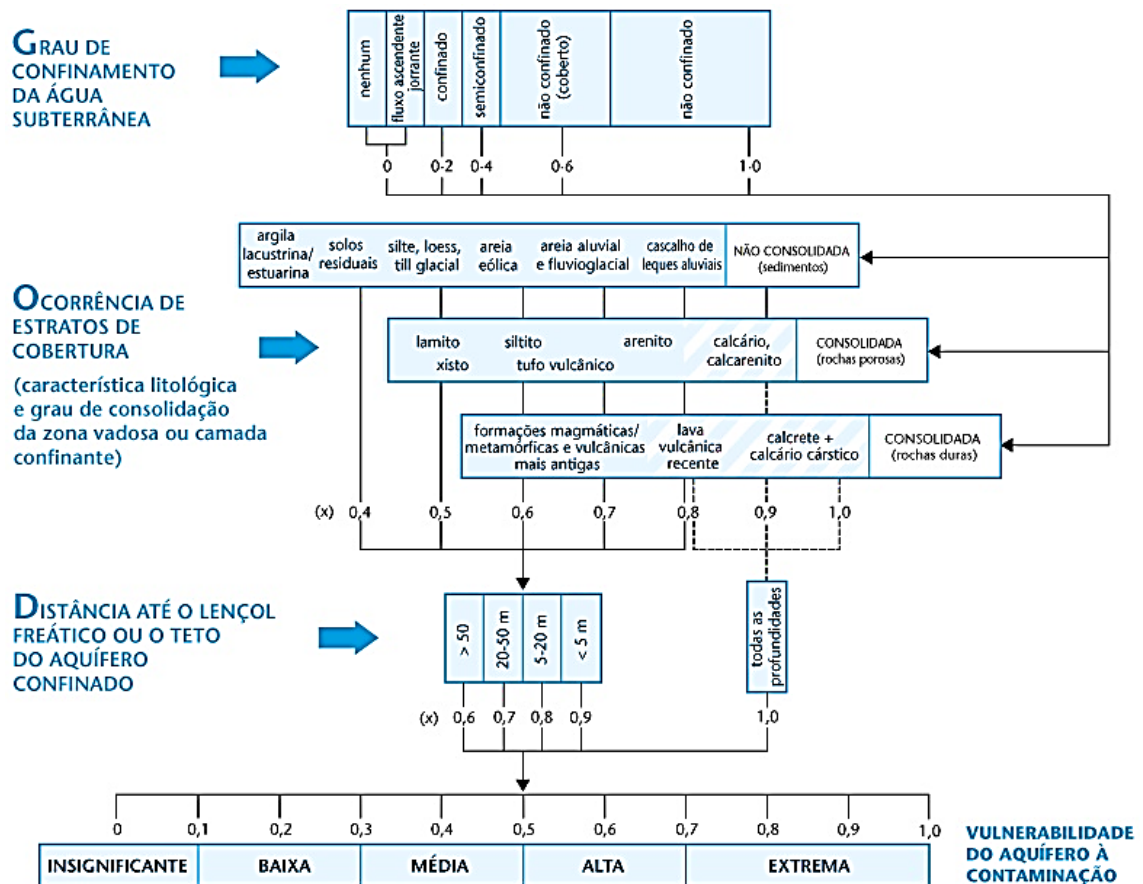 GRAU DE
CONFINAMENTO
DA ÁGUA
SUBTERRÂNEA
nenhum
fluxo ascendente
jorrante
confinado
semiconfinado
não confinado
(coberto)
não confinado
0
0·2
0·4
0·6
1·0
OCORRÊNCIA DE
ESTRATOS DE
COBERTURA
(característica litológica
e grau de consolidação
da zona vadosa ou camada
confinante)
argila
lacustrina/
estuarina
solos
residuais
silte, loess,
till glacial
areia
eólica
areia aluvial
e fluvioglacial
cascalho de
leques aluviais
NÃO CONSOLIDADA
(sedimentos)
lamito
xisto
siltito
tufo vulcânico
arenito
calcário,
calcarenito
CONSOLIDADA
(rochas porosas)
formações magmáticas/
metamórficas e vulcânicas
mais antigas
lava
vulcânica
recente
calcrete +
calcário cárstico
CONSOLIDADA
(rochas duras)
(x) 0,4 0,5 0,6 0,7 0,8 0,9 1,0
DISTÂNCIA ATÉ O LENÇOL
FREÁTICO OU O TETO
DO AQUÍFERO
CONFINADO
> 50
20-50 m
5-20 m
< 5 m
todas as
profundidades
(x) 0,6 0,7 0,8 0,9 1,0
0 0,1 0,2 0,3 0,4 0,5 0,6 0,7 0,8 0,9 1,0
INSIGNIFICANTE BAIXA MÉDIA ALTA EXTREMA
VULNERABILIDADE
DO AQUÍFERO À
CONTAMINAÇÃO